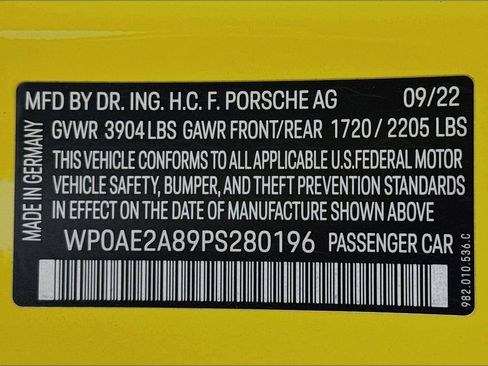 MFD BY DR. ING. H.C. F. PORSCHE AG 09/22
GVWR 3904 LBS GAWR FRONT/REAR 1720 / 2205 LBS
THIS VEHICLE CONFORMS TO ALL APPLICABLE U.S.FEDERAL MOTOR
VEHICLE SAFETY, BUMPER, AND THEFT PREVENTION STANDARDS
IN EFFECT ON THE DATE OF MANUFACTURE SHOWN ABOVE
WP0AE2A89PS280196 PASSENGER CAR
MADE IN GERMANY
982.010.536.C